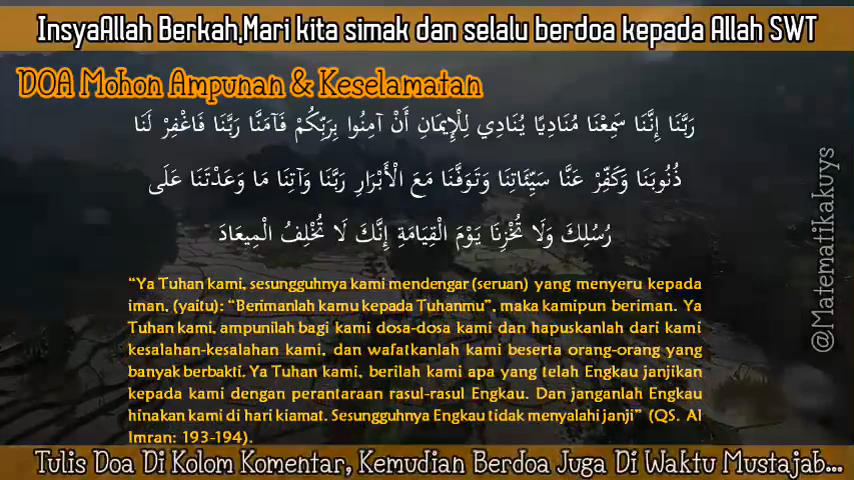 InsyaAllah Berkah,Mari kita simak dan selalu berdoa kepada Allah SWT
DOA Mohon Ampunan & Keselamatan
رَبَّنَا إِنَّنَا سَمِعْنَا مُنَادِيًا يُنَادِي لِلْإِيمَانِ أَنْ آمِنُوا بِرَبِّكُمْ فَآمَنَّا رَبَّنَا فَاغْفِرْ لَنَا
ذُنُوبَنَا وَكَفِّرْ عَنَّا سَيِّئَاتِنَا وَتَوَفَّنَا مَعَ الْأَبْرَارِ رَبَّنَا وَآتِنَا مَا وَعَدْتَنَا عَلَى
رُسُلِكَ وَلَا تُخْزِنَا يَوْمَ الْقِيَامَةِ إِنَّكَ لَا تُخْلِفُ الْمِيعَادَ
“Ya Tuhan kami, sesungguhnya kami mendengar (seruan) yang menyeru kepada
iman, (yaitu): “Berimanlah kamu kepada Tuhanmu”, maka kamipun beriman. Ya
Tuhan kami, ampunilah bagi kami dosa-dosa kami dan hapuskanlah dari kami
kesalahan-kesalahan kami, dan wafatkanlah kami beserta orang-orang yang
banyak berbakti. Ya Tuhan kami, berilah kami apa yang telah Engkau janjikan
kepada kami dengan perantaraan rasul-rasul Engkau. Dan janganlah Engkau
hinakan kami di hari kiamat. Sesungguhnya Engkau tidak menyalahi janji” (QS. Al
Imran: 193-194).
@Matematikakuys
Tulis Doa Di Kolom Komentar, Kemudian Berdoa Juga Di Waktu Mustajab...